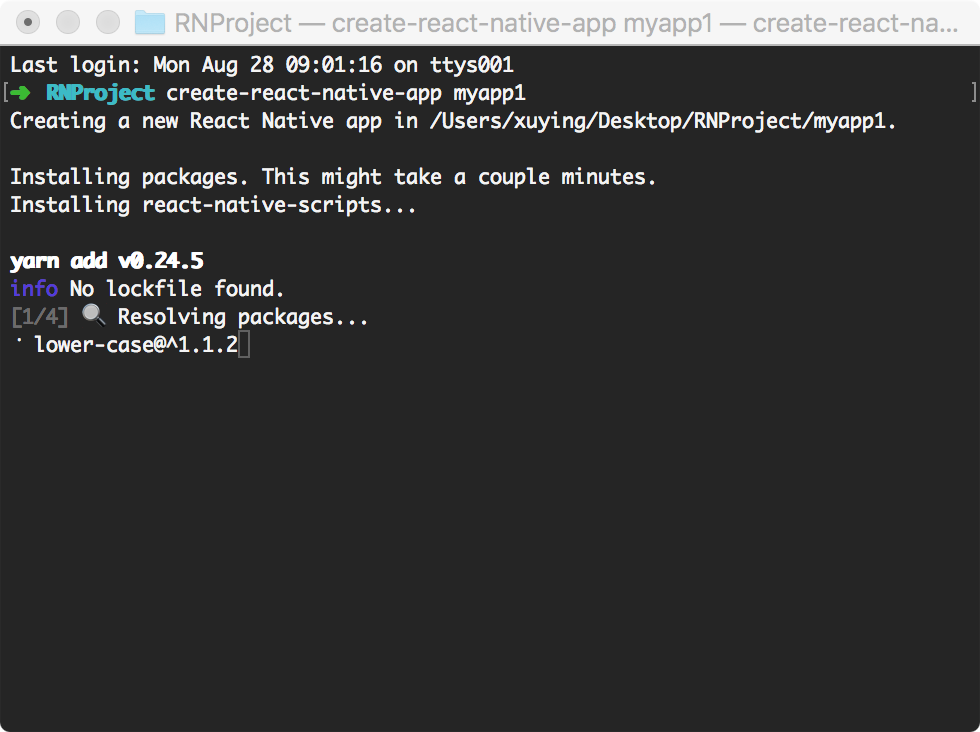 RNProject — create-react-native-app myapp1 — create-react-na...
Last login: Mon Aug 28 09:01:16 on ttys001
[➜ RNProject create-react-native-app myapp1 ]
Creating a new React Native app in /Users/xuying/Desktop/RNProject/myapp1.
Installing packages. This might take a couple minutes.
Installing react-native-scripts...
yarn add v0.24.5
info No lockfile found.
[1/4] 🔍 Resolving packages...
⠁ lower-case@^1.1.2